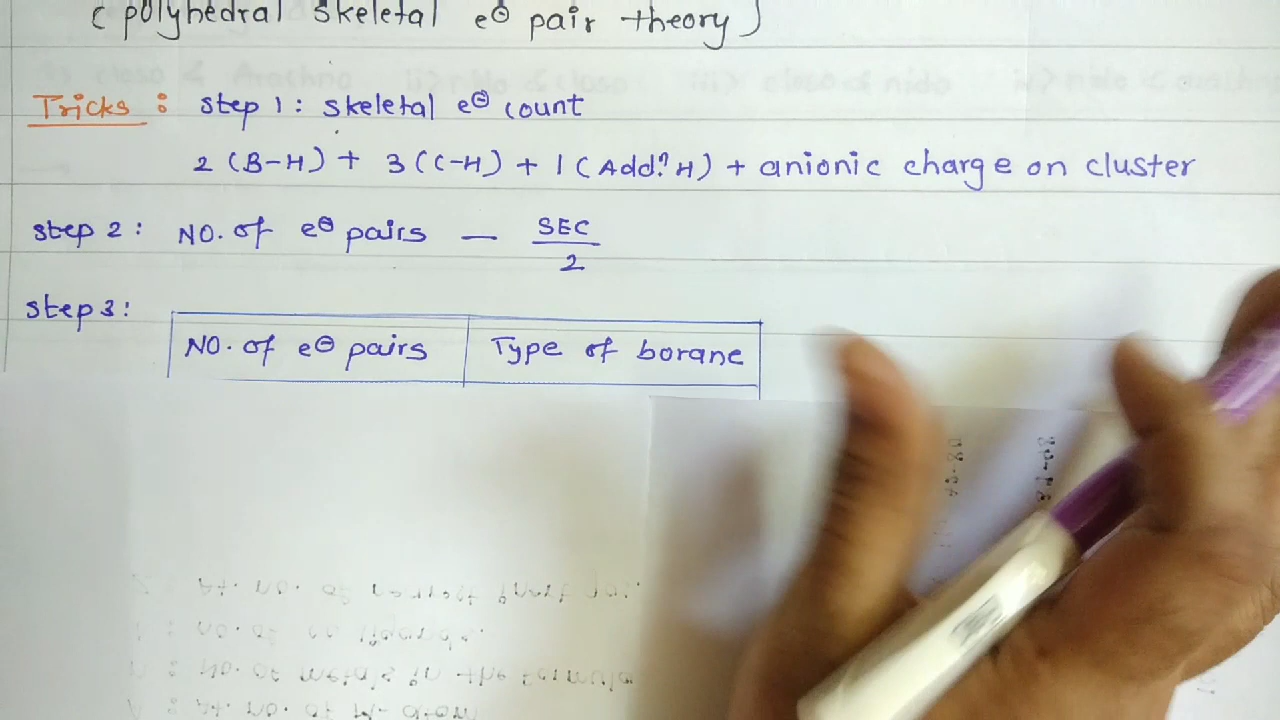 (polyhedral skeletal e⊖ pair theory)
Tricks : step 1: skeletal e⊖ count
2 (B-H) + 3 (C-H) + 1 (Addn H) + anionic charge on cluster
step 2: NO. of e⊖ pairs — SEC/2
step 3:
NO. of e⊖ pairs Type of borane